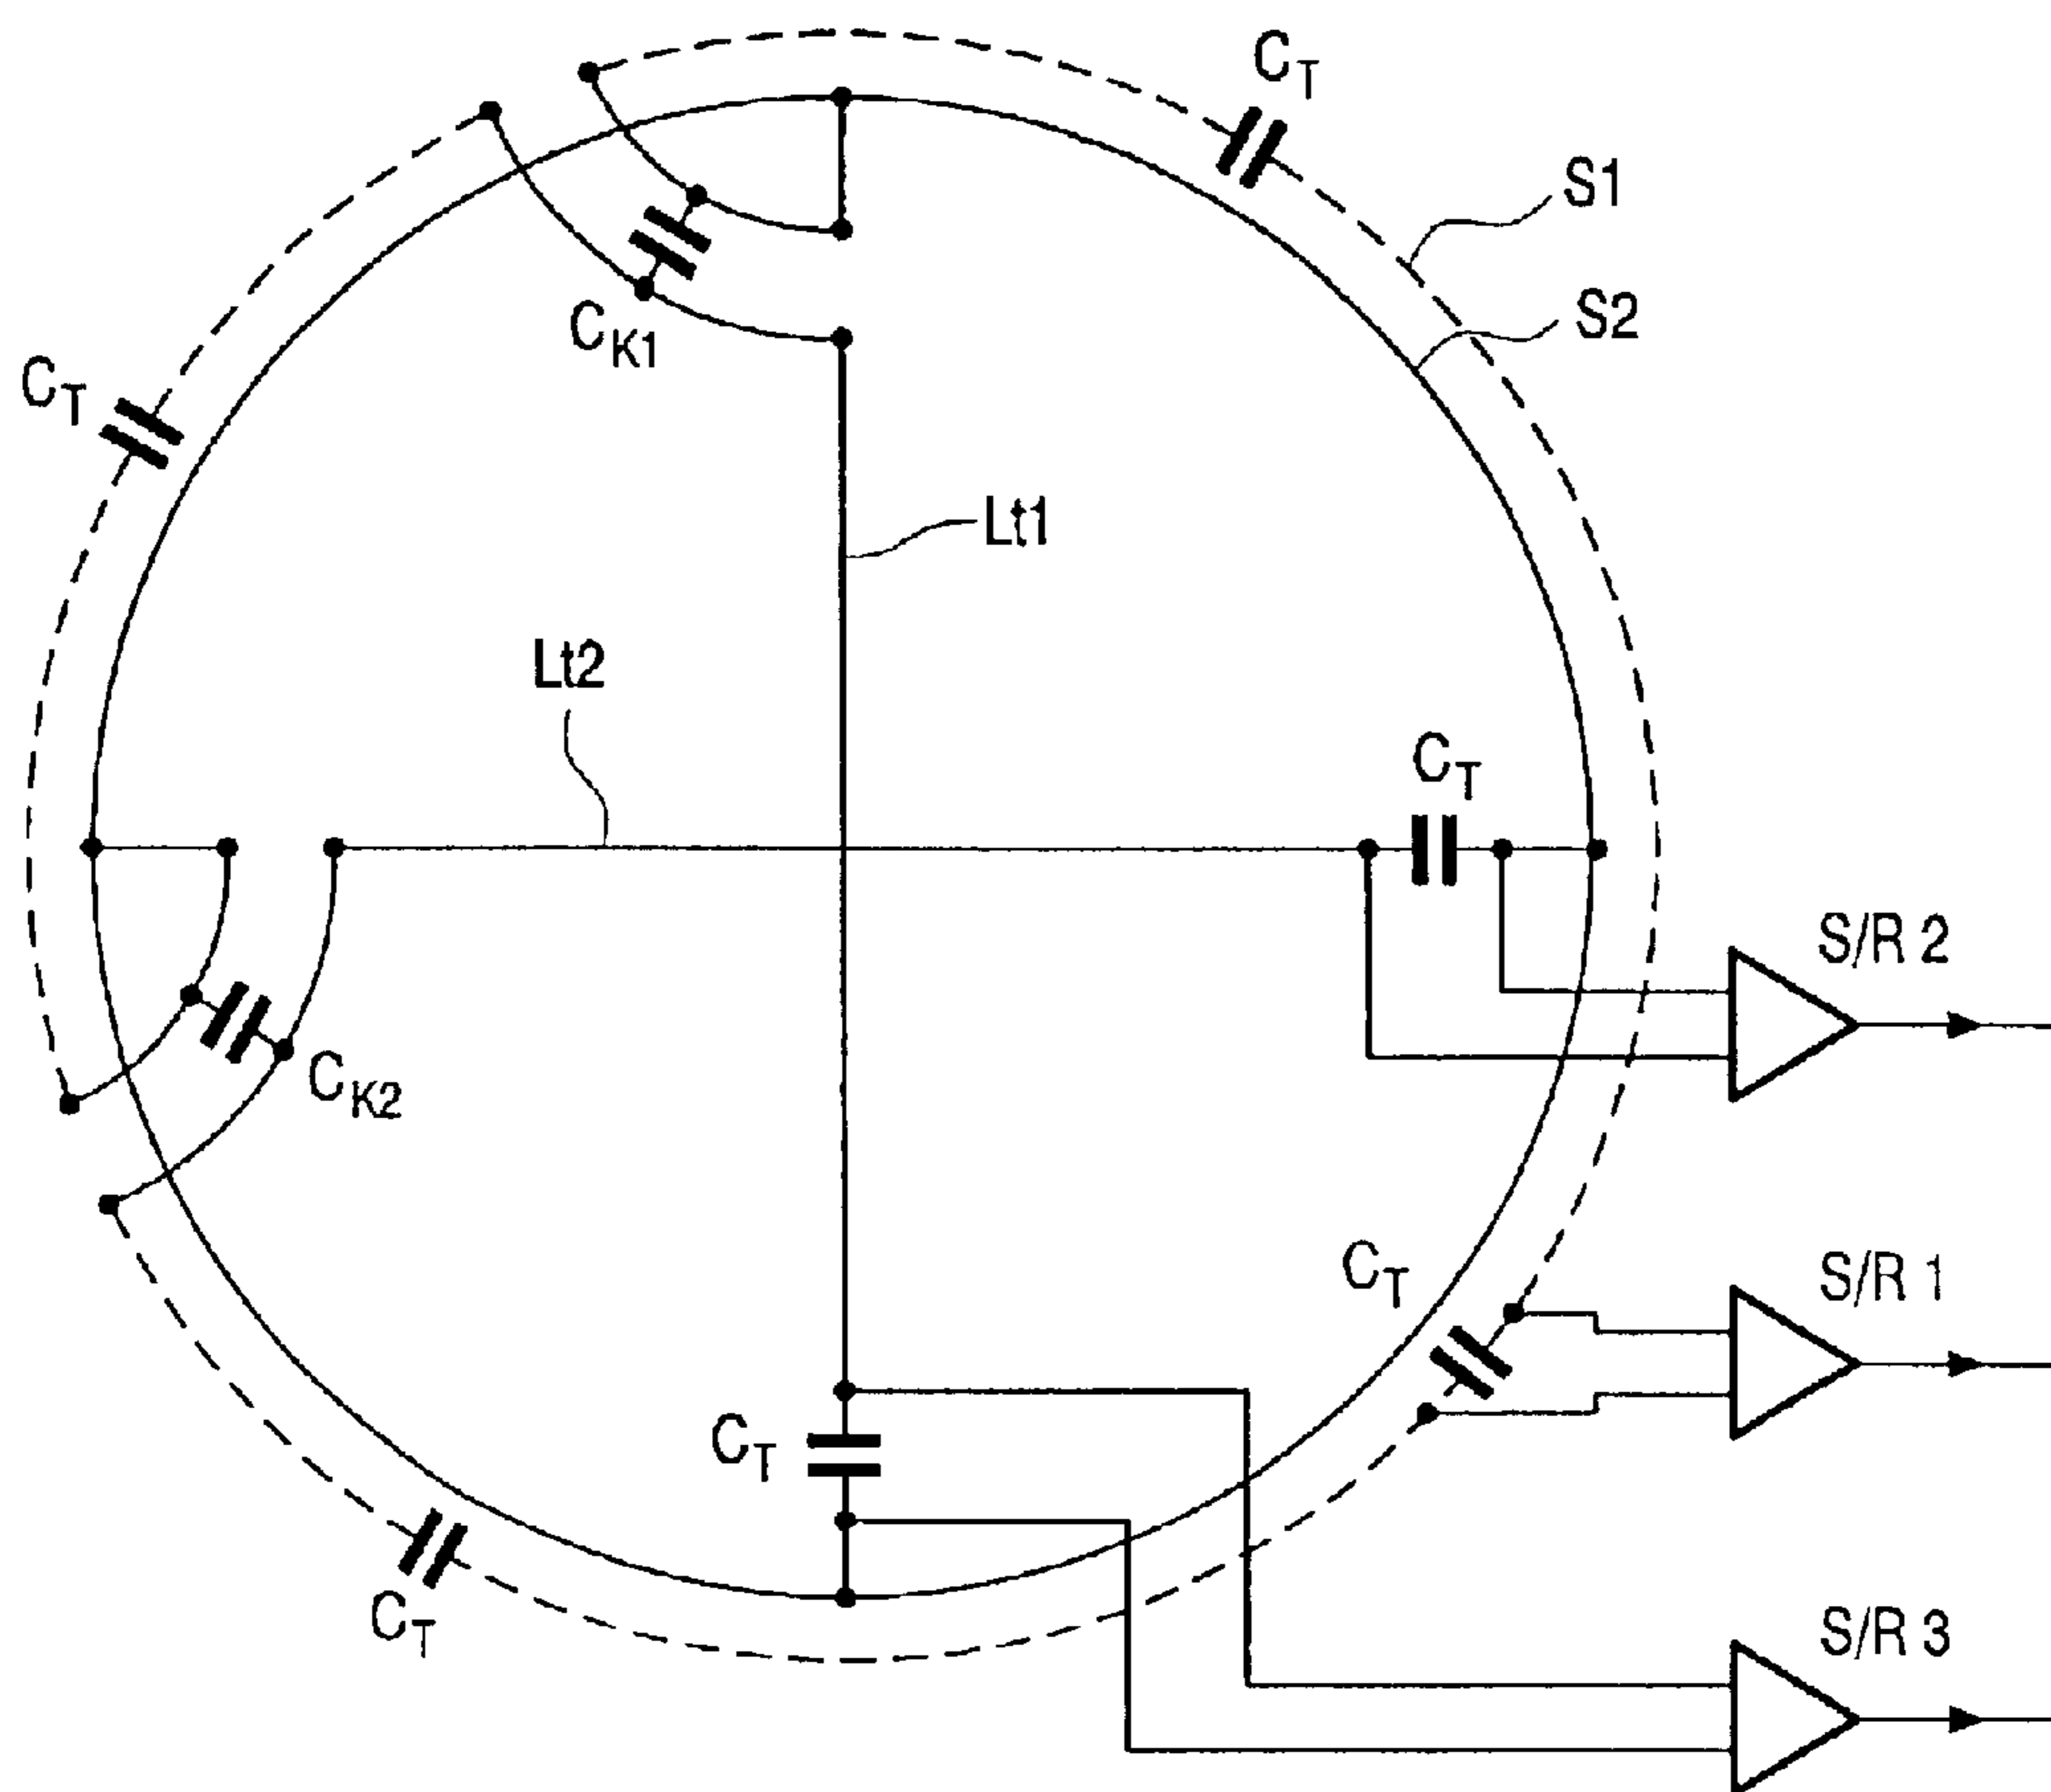 C_T
S1
S2
C_K1
C_T
Lt1
Lt2
C_T
S/R 2
C_K2
C_T
S/R 1
C_T
C_T
S/R 3